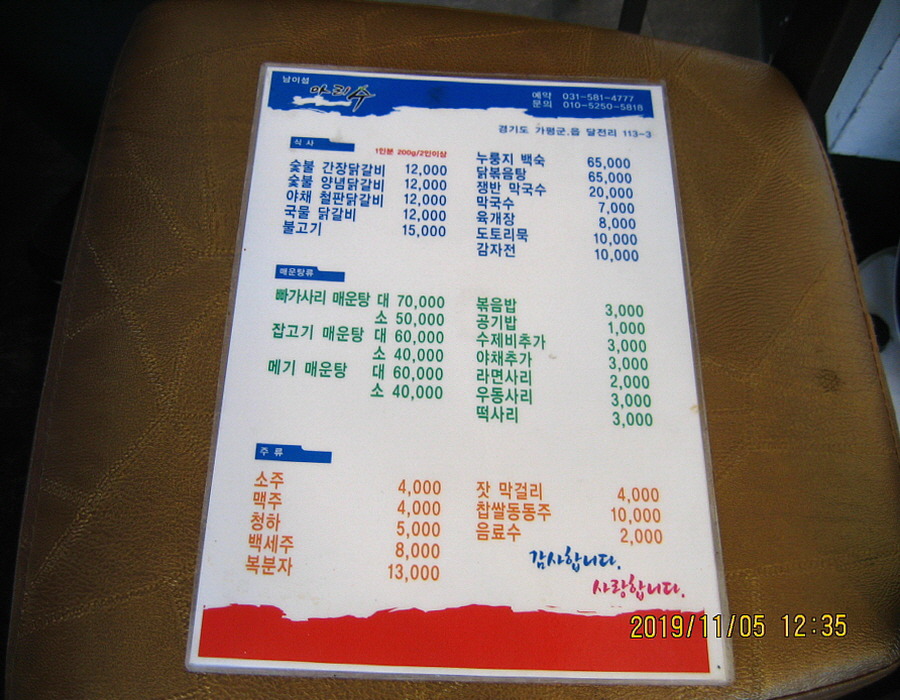 남이섬
아리수
예약 031-581-4777
문의 010-5250-5818
경기도 가평군.읍 달전리 113-3
식 사
1인분 200g/2인이상
숯불 간장닭갈비 12,000
숯불 양념닭갈비 12,000
야채 철판닭갈비 12,000
국물 닭갈비 12,000
불고기 15,000
누룽지 백숙 65,000
닭볶음탕 65,000
쟁반 막국수 20,000
막국수 7,000
육개장 8,000
도토리묵 10,000
감자전 10,000
매운탕류
빠가사리 매운탕 대 70,000
소 50,000
잡고기 매운탕 대 60,000
소 40,000
메기 매운탕 대 60,000
소 40,000
볶음밥 3,000
공기밥 1,000
수제비추가 3,000
야채추가 3,000
라면사리 2,000
우동사리 3,000
떡사리 3,000
주 류
소주 4,000
맥주 4,000
청하 5,000
백세주 8,000
복분자 13,000
잣 막걸리 4,000
찹쌀동동주 10,000
음료수 2,000
감사합니다.
사랑합니다.
2019/11/05 12:35